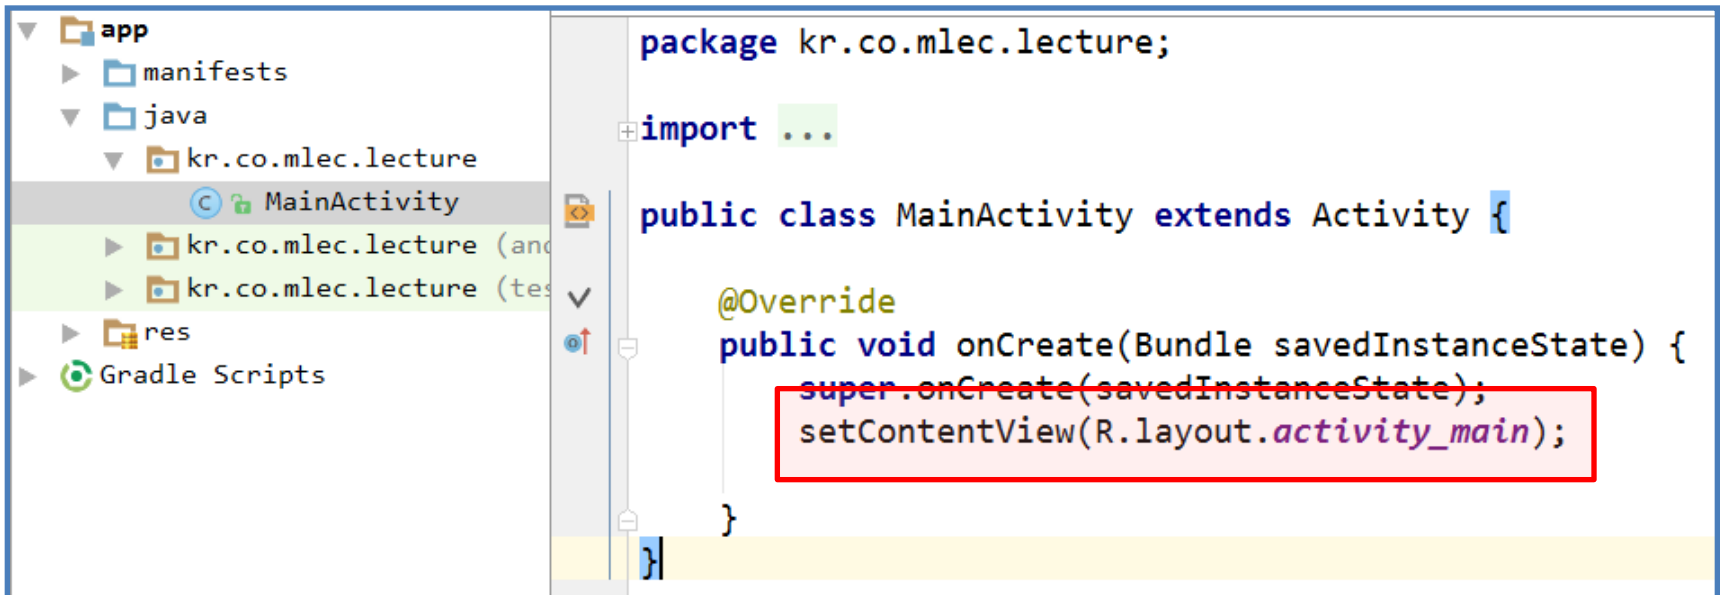 app
manifests
java
kr.co.mlec.lecture
C MainActivity
kr.co.mlec.lecture
kr.co.mlec.lecture
res
Gradle Scripts
package kr.co.mlec.lecture;
import ...
public class MainActivity extends Activity {
@Override
public void onCreate(Bundle savedInstanceState) {
super.onCreate(savedInstanceState);
setContentView(R.layout.activity_main);
}
}